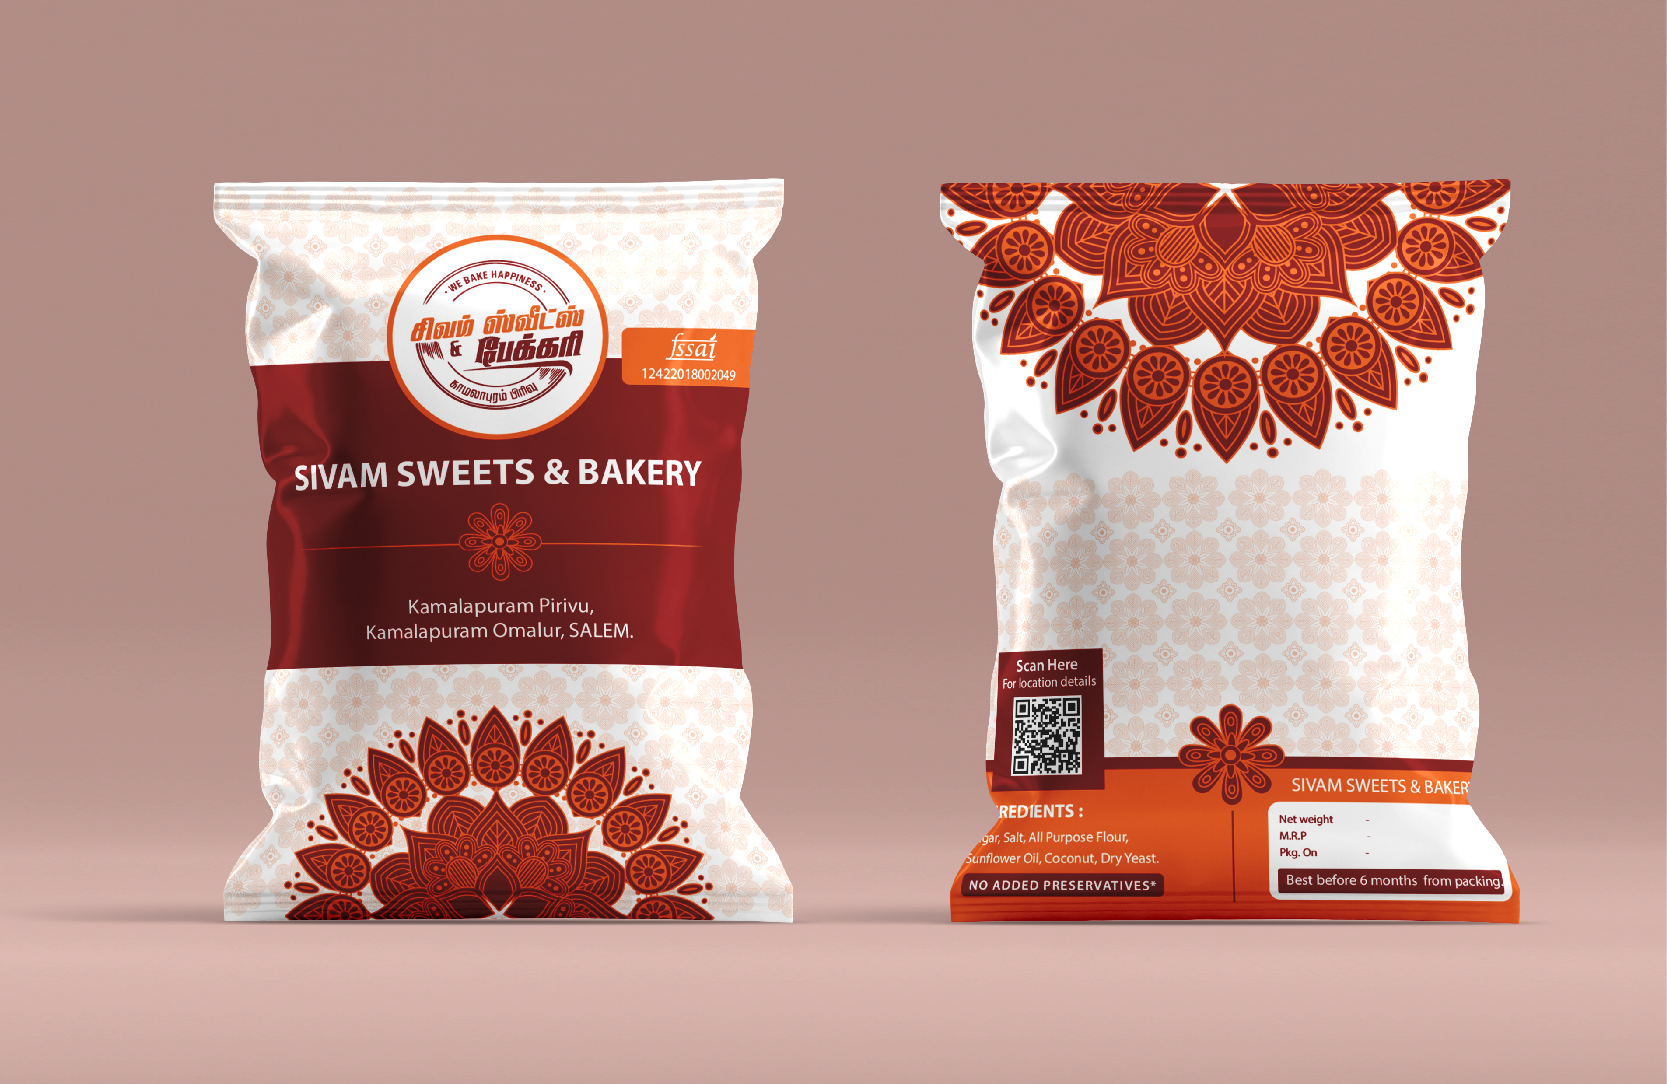 · WE BAKE HAPPINESS ·
சிவம் ஸ்வீட்ஸ்
& பேக்கரி
காமலாபுரம் பிரிவு
fssai
12422018002049
SIVAM SWEETS & BAKERY
Kamalapuram Pirivu,
Kamalapuram Omalur, SALEM.
Scan Here
For location details
REDIENTS :
gar, Salt, All Purpose Flour,
Sunflower Oil, Coconut, Dry Yeast.
NO ADDED PRESERVATIVES*
SIVAM SWEETS & BAKER
Net weight -
M.R.P -
Pkg. On -
Best before 6 months from packing.